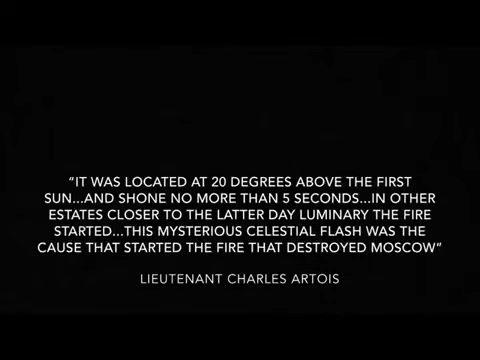 "IT WAS LOCATED AT 20 DEGREES ABOVE THE FIRST
SUN...AND SHONE NO MORE THAN 5 SECONDS...IN OTHER
ESTATES CLOSER TO THE LATTER DAY LUMINARY THE FIRE
STARTED...THIS MYSTERIOUS CELESTIAL FLASH WAS THE
CAUSE THAT STARTED THE FIRE THAT DESTROYED MOSCOW"
LIEUTENANT CHARLES ARTOIS